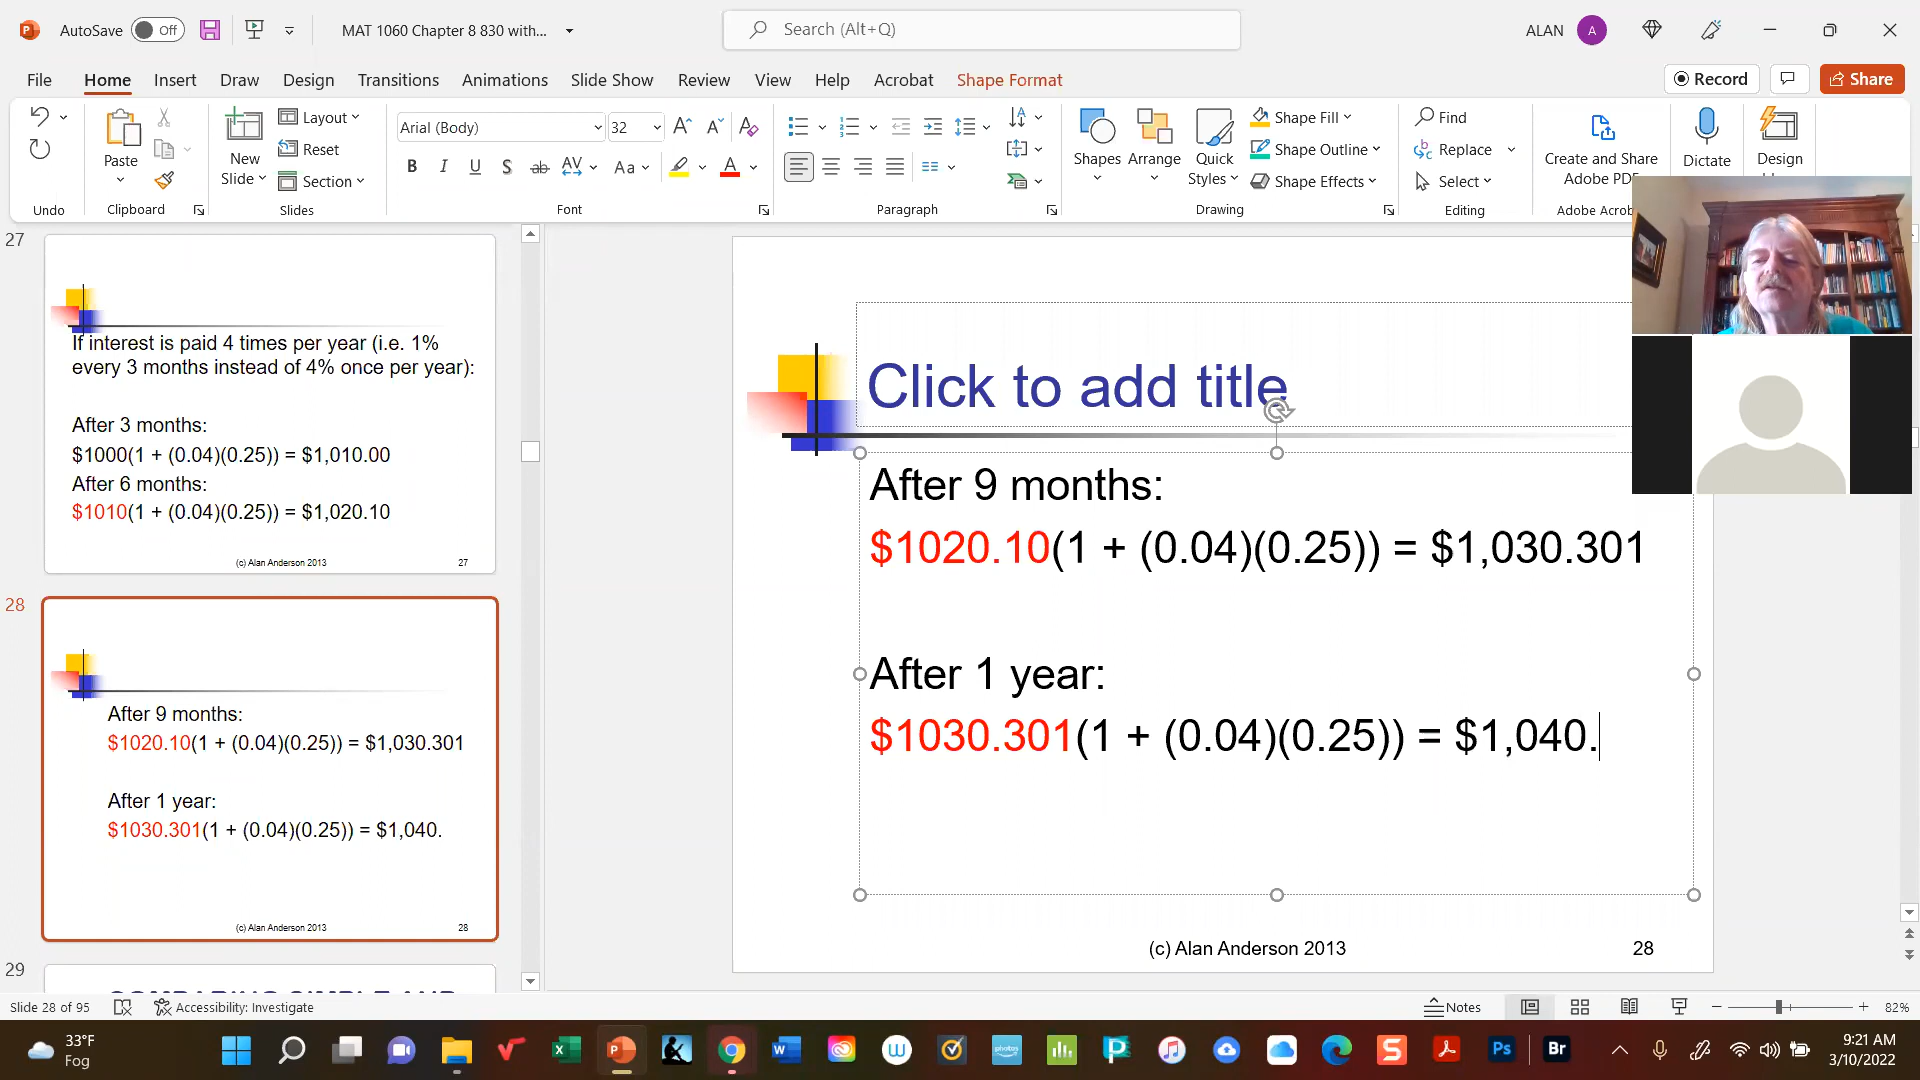 AutoSave
Off
MAT 1060 Chapter 8 830 with...
Search (Alt+Q)
ALAN
A
File
Home
Insert
Draw
Design
Transitions
Animations
Slide Show
Review
View
Help
Acrobat
Shape Format
Record
Share
Paste
New
Slide
Layout
Reset
Section
Arial (Body)
32
B
I
U
S
ab
AV
Aa
A
Shapes
Arrange
Quick
Styles
Shape Fill
Shape Outline
Shape Effects
Find
Replace
Select
Create and Share
Adobe PDF
Dictate
Design
Undo
Clipboard
Slides
Font
Paragraph
Drawing
Editing
Adobe Acrob
27
If interest is paid 4 times per year (i.e. 1%
every 3 months instead of 4% once per year):
After 3 months:
$1000(1 + (0.04)(0.25)) = $1,010.00
After 6 months:
$1010(1 + (0.04)(0.25)) = $1,020.10
(c) Alan Anderson 2013
27
28
After 9 months:
$1020.10(1 + (0.04)(0.25)) = $1,030.301
After 1 year:
$1030.301(1 + (0.04)(0.25)) = $1,040.
(c) Alan Anderson 2013
28
29
Click to add title
After 9 months:
$1020.10(1 + (0.04)(0.25)) = $1,030.301
After 1 year:
$1030.301(1 + (0.04)(0.25)) = $1,040.
(c) Alan Anderson 2013
28
Slide 28 of 95
Accessibility: Investigate
Notes
82%
33°F
Fog
9:21 AM
3/10/2022